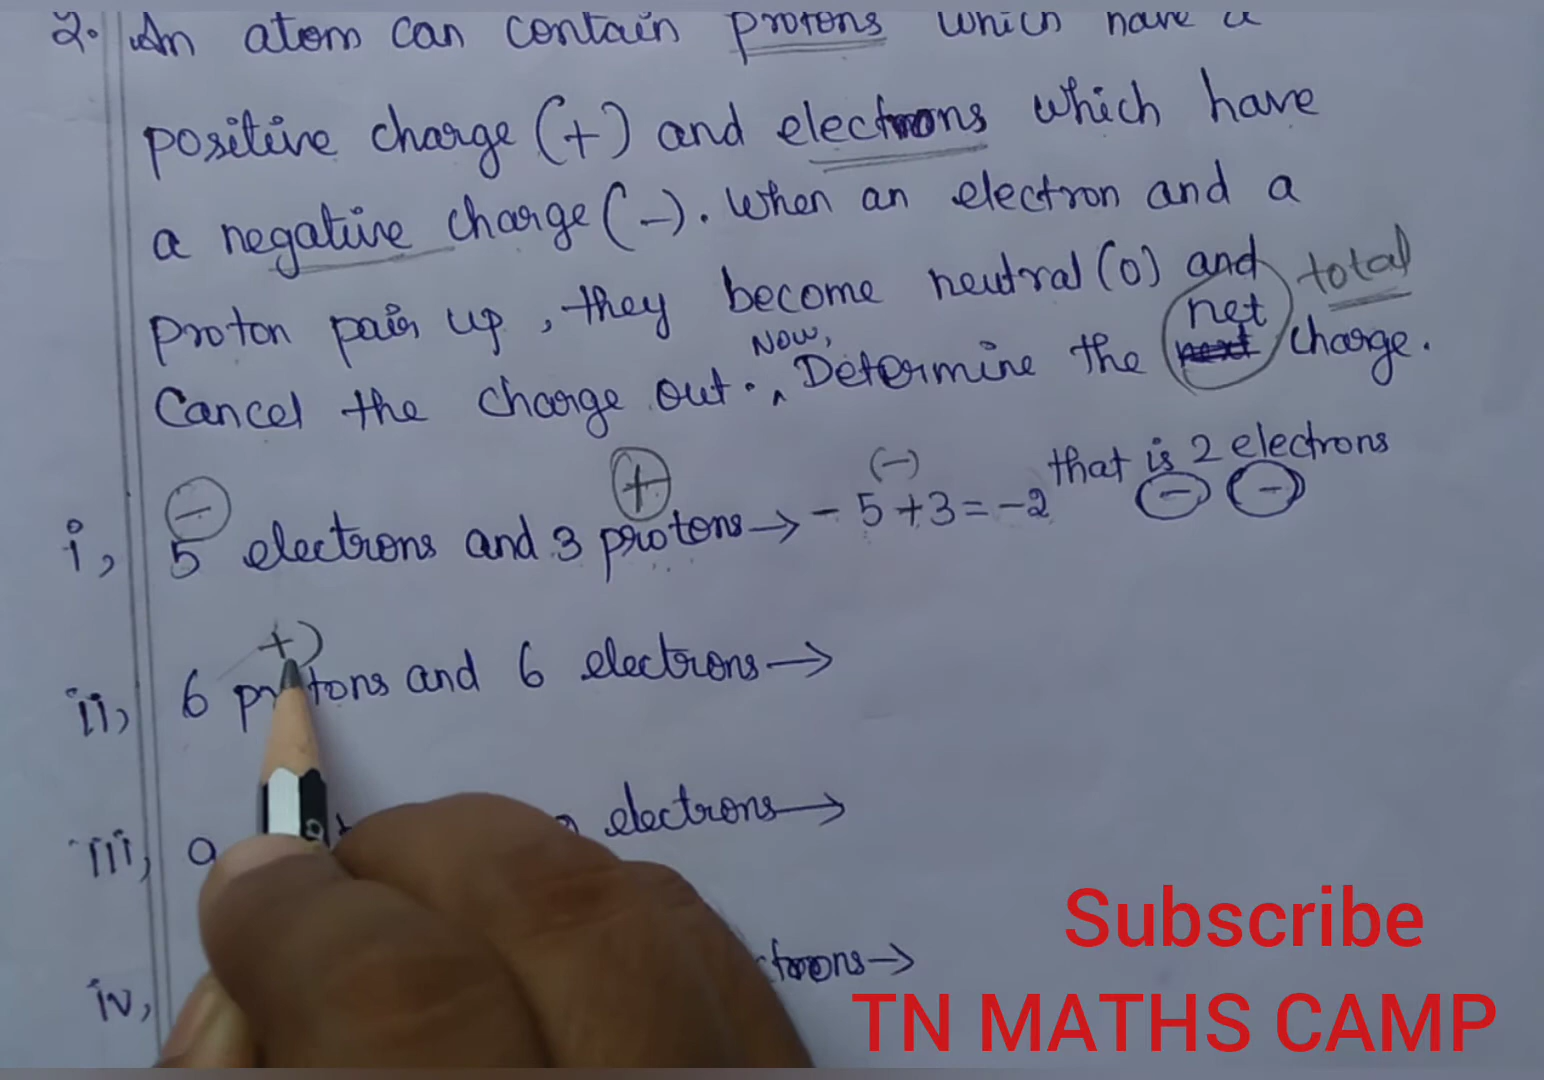 2. An atom can contain protons which have a
positive charge (+) and electrons which have
a negative charge (-). When an electron and a
proton pair up, they become neutral (0) and total
Cancel the charge out. Now, Determine the net charge.
i, 5 electrons and 3 protons → - 5 + 3 = -2 that is 2 electrons
(-)
- +
- -
ii, 6 protons and 6 electrons →
+)
iii, electrons →
iv, →
Subscribe
TN MATHS CAMP